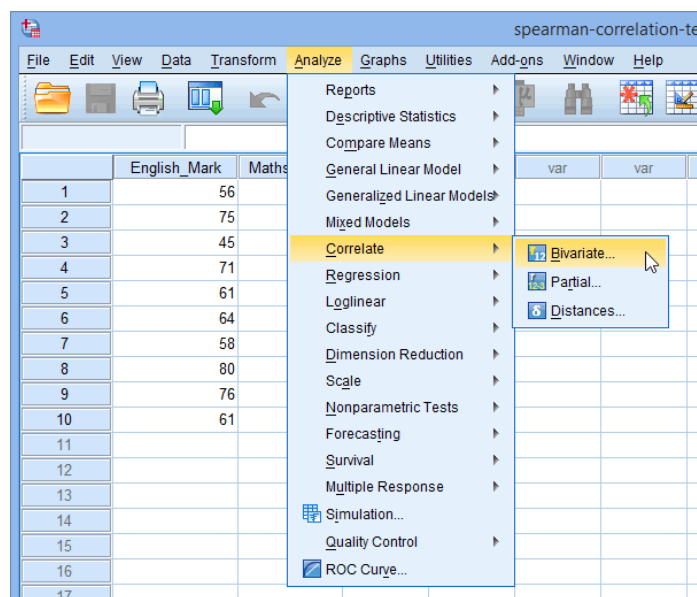 spearman-correlation-te
File Edit View Data Transform Analyze Graphs Utilities Add-ons Window Help
English_Mark Maths var var
Reports
Descriptive Statistics
Compare Means
1 56 General Linear Model
Generalized Linear Models
2 75 Mixed Models
3 45 Correlate Bivariate...
4 71 Regression Partial...
5 61 Loglinear Distances...
6 64 Classify
7 58 Dimension Reduction
8 80 Scale
9 76 Nonparametric Tests
10 61 Forecasting
11 Survival
12 Multiple Response
13 Simulation...
14
15 Quality Control
16 ROC Curve...
17